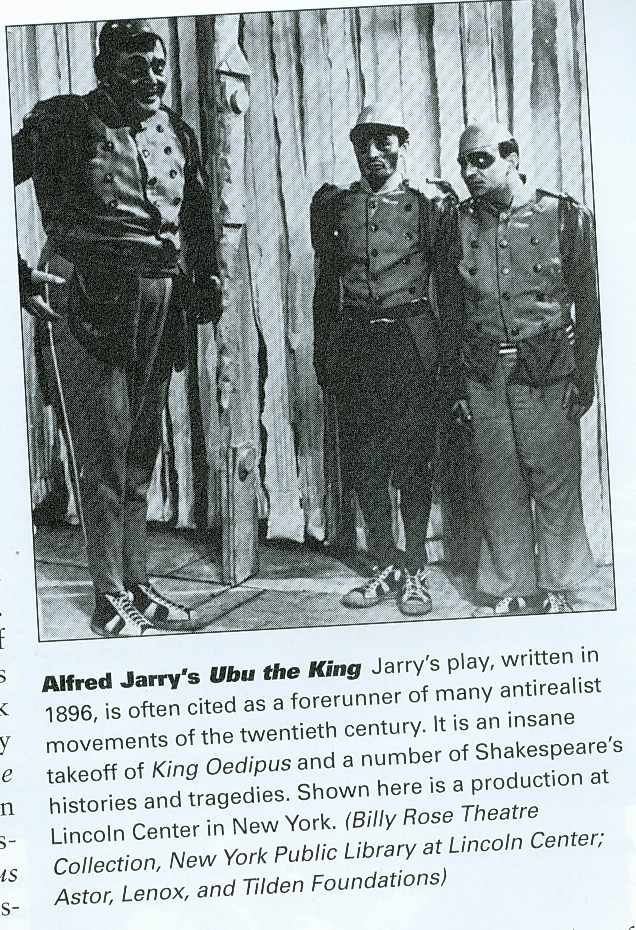 Alfred Jarry's Ubu the King Jarry's play, written in
1896, is often cited as a forerunner of many antirealist
movements of the twentieth century. It is an insane
takeoff of King Oedipus and a number of Shakespeare's
histories and tragedies. Shown here is a production at
Lincoln Center in New York. (Billy Rose Theatre
Collection, New York Public Library at Lincoln Center;
Astor, Lenox, and Tilden Foundations)